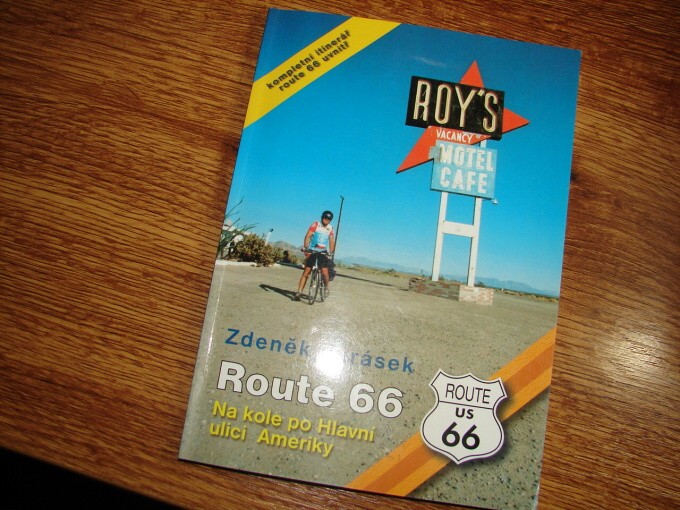 kompletní itinerář
route 66 uvnitř
ROY'S
VACANCY
MOTEL
CAFE
Zdeněk
Route 66
Na kole po Hlavní
ulici Ameriky
ROUTE
US
66